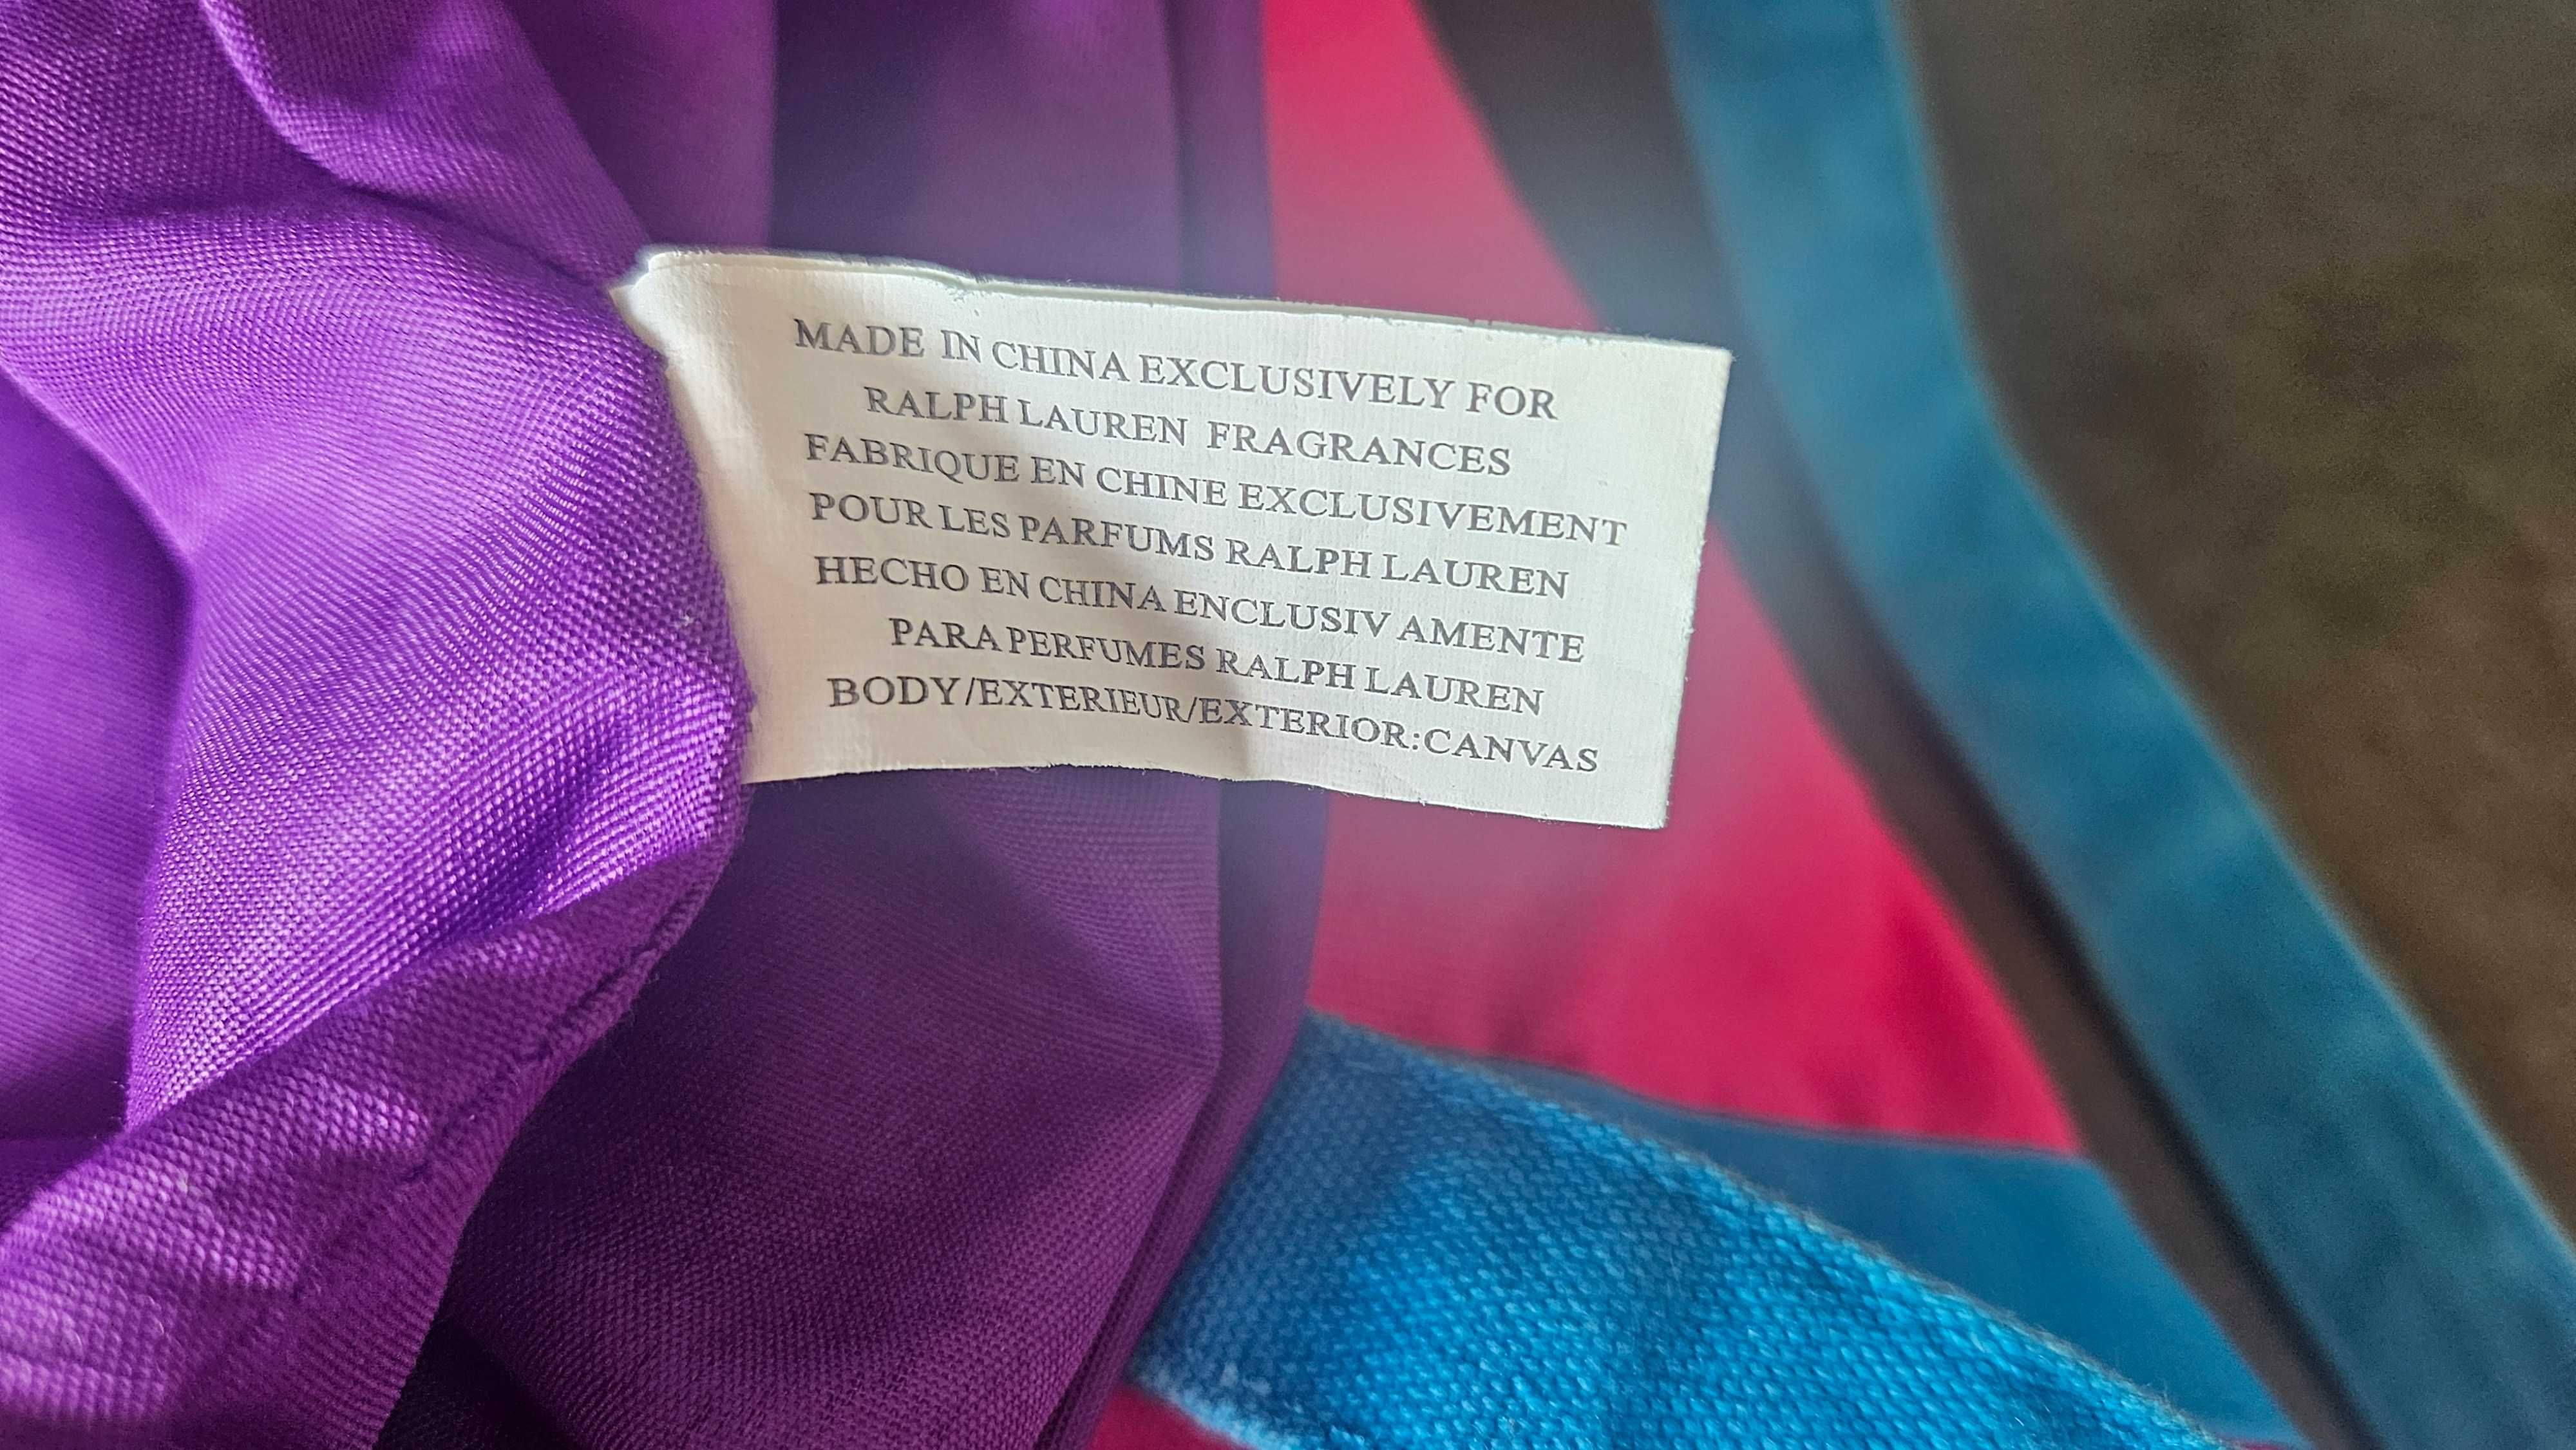 MADE IN CHINA EXCLUSIVELY FOR
RALPH LAUREN FRAGRANCES
FABRIQUE EN CHINE EXCLUSIVEMENT
POUR LES PARFUMS RALPH LAUREN
HECHO EN CHINA ENCLUSIV AMENTE
PARA PERFUMES RALPH LAUREN
BODY/EXTERIEUR/EXTERIOR:CANVAS